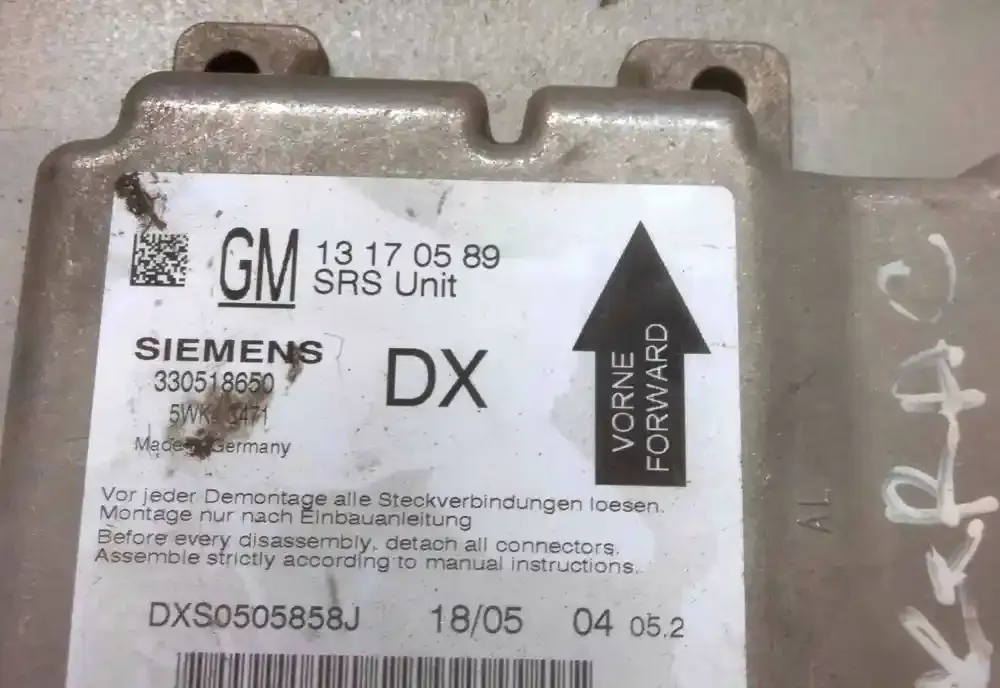 GM 13 17 05 89
SRS Unit
SIEMENS
DX
330518650
Made Germany
VORNE
FORWARD
Vor jeder Demontage alle Steckverbindungen loesen.
Montage nur nach Einbauanleitung
Before every disassembly, detach all connectors.
Assemble strictly according to manual instructions.
DXS0505858J 18/05 04 05.2
AL